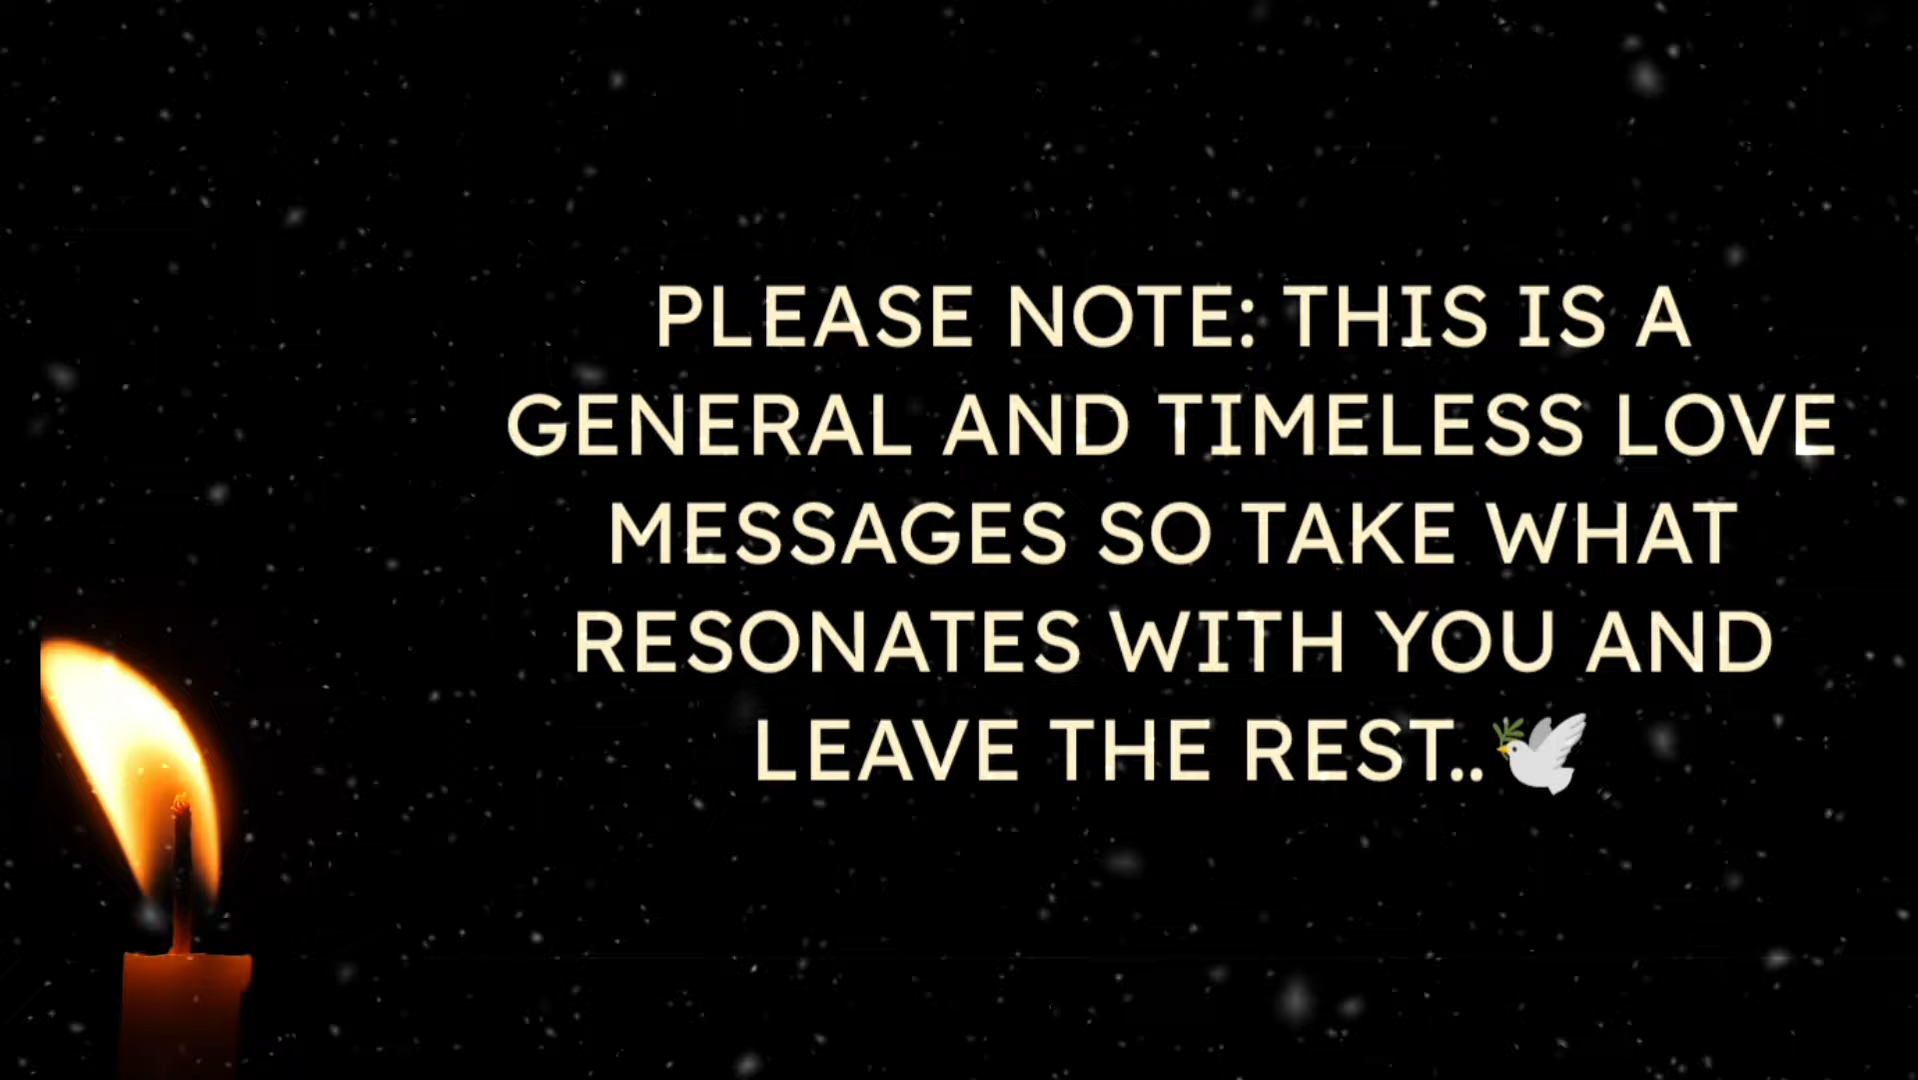 PLEASE NOTE: THIS IS A
GENERAL AND TIMELESS LOVE
MESSAGES SO TAKE WHAT
RESONATES WITH YOU AND
LEAVE THE REST..🕊️